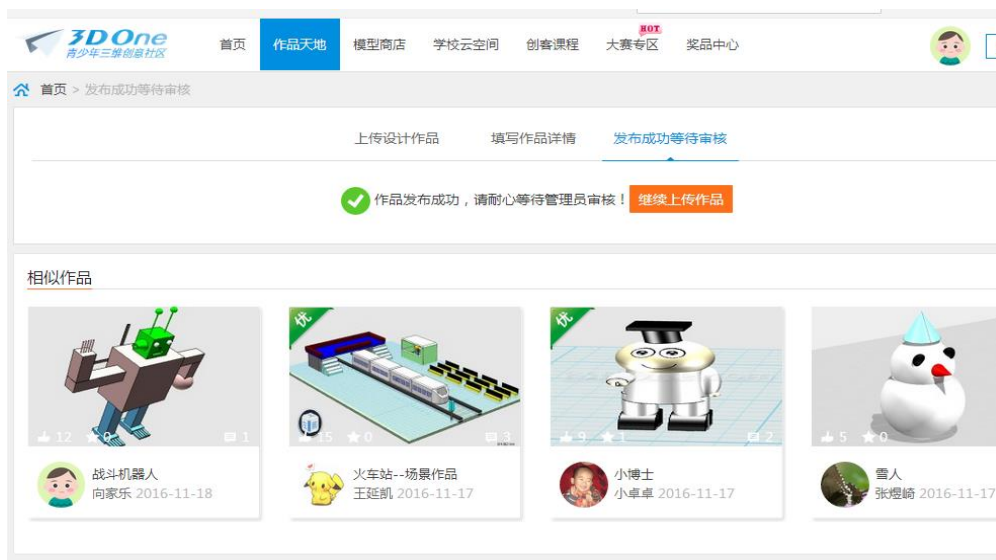 3D One
青少年三维创意社区
首页 作品天地 模型商店 学校云空间 创客课程 大赛专区 HOT 奖品中心
首页 > 发布成功等待审核
上传设计作品 填写作品详情 发布成功等待审核
作品发布成功，请耐心等待管理员审核！ 继续上传作品
相似作品
优 优
12 0 1 15 0 3 9 1 2 5 0
战斗机器人 火车站--场景作品 小博士 雪人
向家乐 2016-11-18 王延凯 2016-11-17 小卓卓 2016-11-17 张煜崎 2016-11-17